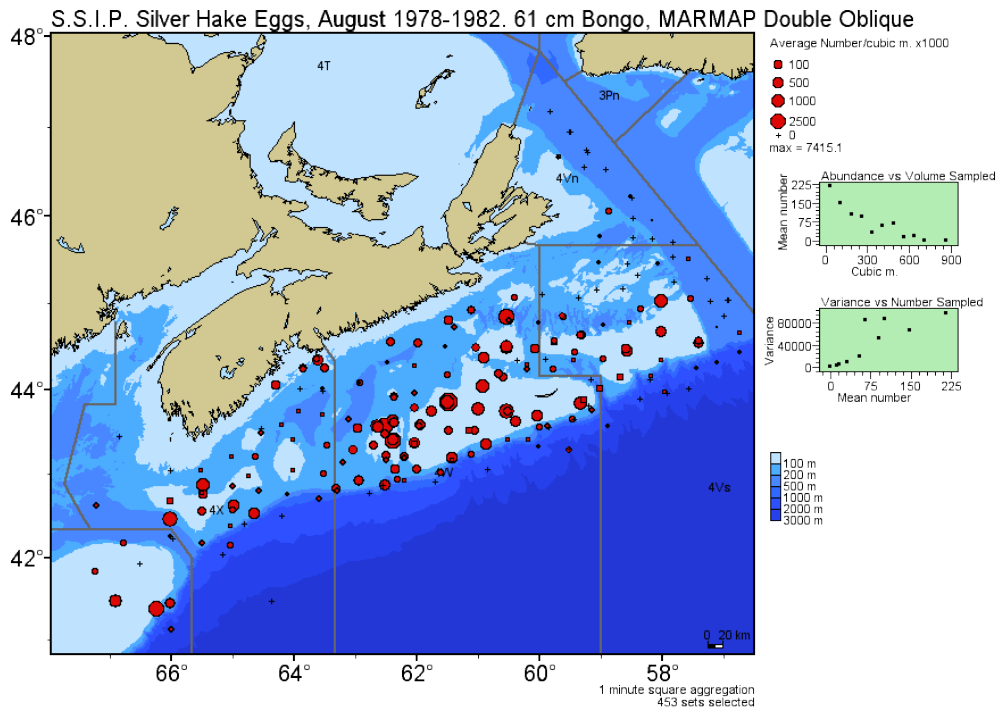 S.S.I.P. Silver Hake Eggs, August 1978-1982. 61 cm Bongo, MARMAP Double Oblique
48°
46°
44°
42°
66°
64°
62°
60°
58°
4T
3Pn
4Vn
4W
4X
4Vs
0 20 km
1 minute square aggregation
453 sets selected
Average Number/cubic m. x1000
100
500
1000
2500
0
max = 7415.1
Abundance vs Volume Sampled
Mean number
225
150
75
0
0 300 600 900
Cubic m.
Variance vs Number Sampled
Variance
80000
40000
0
0 75 150 225
Mean number
100 m
200 m
500 m
1000 m
2000 m
3000 m